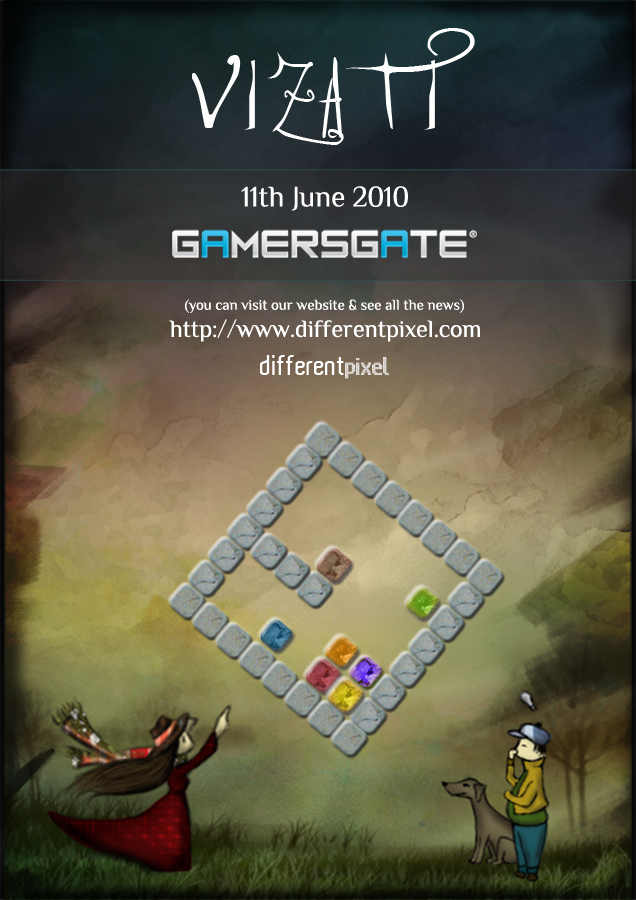 VIZATI
11th June 2010
GAMERSGATE®
(you can visit our website & see all the news)
http://www.differentpixel.com
differentpixel